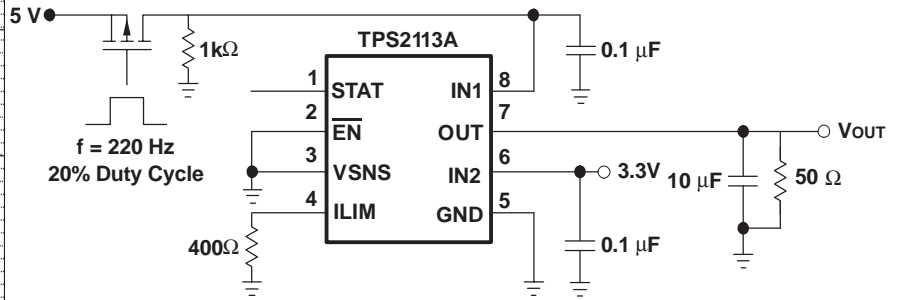 5 V
1kΩ
f = 220 Hz
20% Duty Cycle
TPS2113A
1 STAT
2 E̅N̅
3 VSNS
4 ILIM
400Ω
IN1 8
OUT 7
IN2 6
GND 5
0.1 μF
VOUT
3.3V
10 μF
50 Ω
0.1 μF